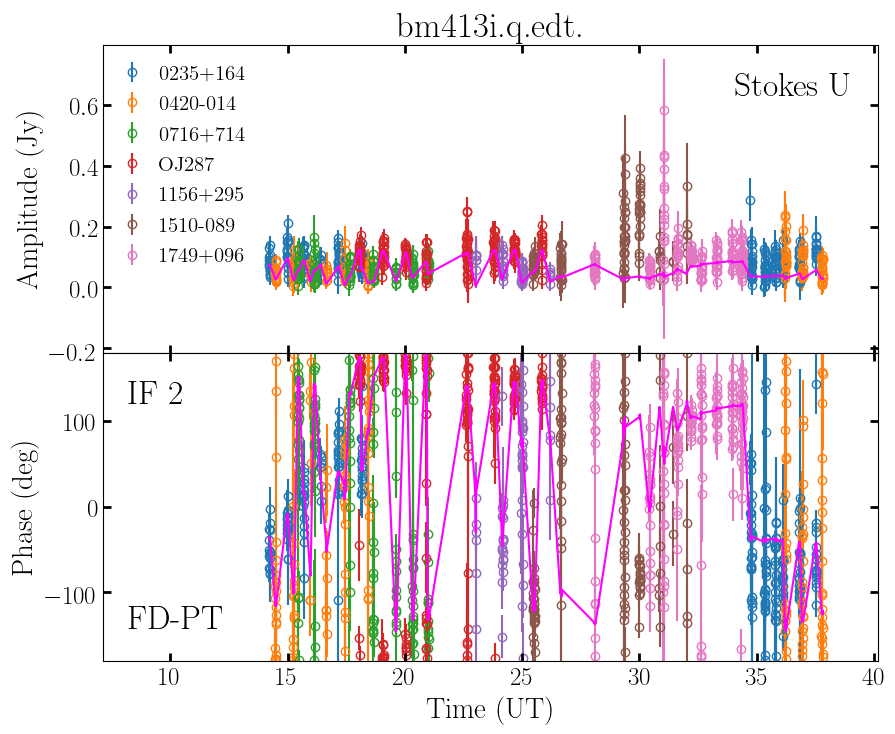 bm413i.q.edt.
Stokes U
0235+164
0420-014
0716+714
OJ287
1156+295
1510-089
1749+096
Amplitude (Jy)
0.6
0.4
0.2
0.0
−0.2
IF 2
FD-PT
Phase (deg)
100
0
−100
10
15
20
25
30
35
40
Time (UT)